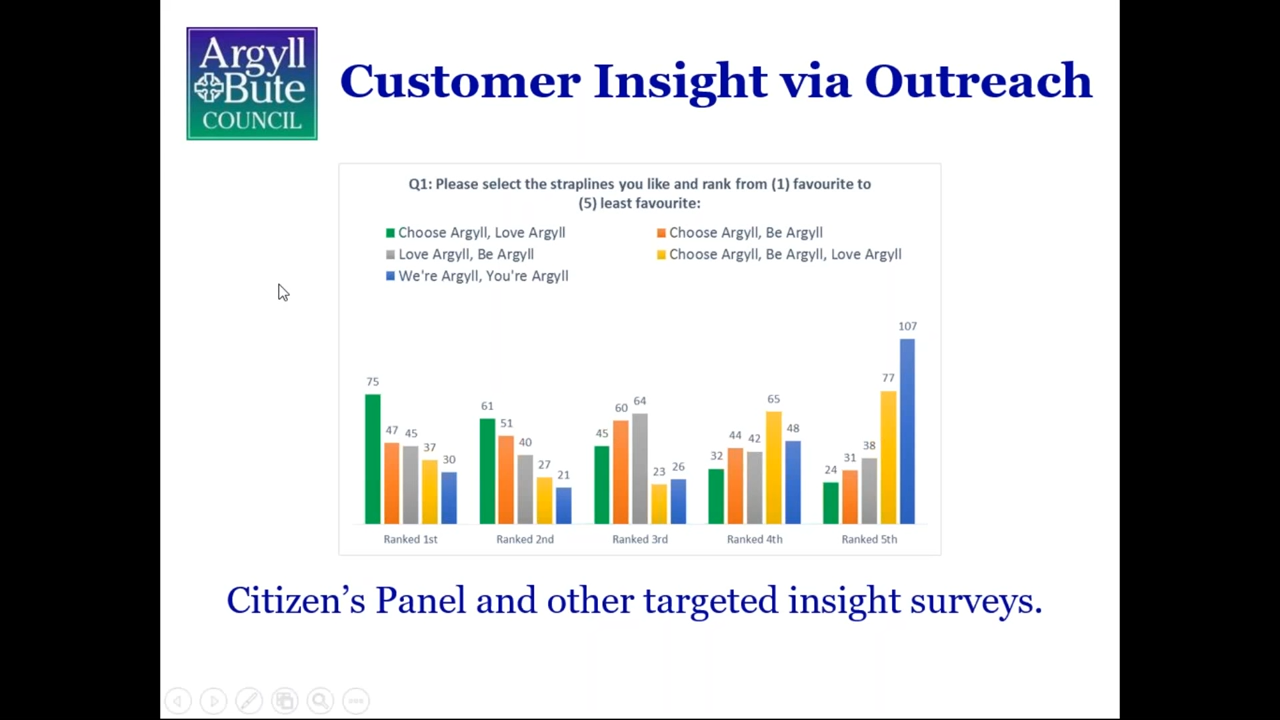 Argyll
Bute
COUNCIL
Customer Insight via Outreach
Q1: Please select the straplines you like and rank from (1) favourite to
(5) least favourite:
Choose Argyll, Love Argyll
Choose Argyll, Be Argyll
Love Argyll, Be Argyll
Choose Argyll, Be Argyll, Love Argyll
We're Argyll, You're Argyll
75 47 45 37 30
61 51 40 27 21
45 60 64 23 26
32 44 42 65 48
24 31 38 77 107
Ranked 1st Ranked 2nd Ranked 3rd Ranked 4th Ranked 5th
Citizen’s Panel and other targeted insight surveys.